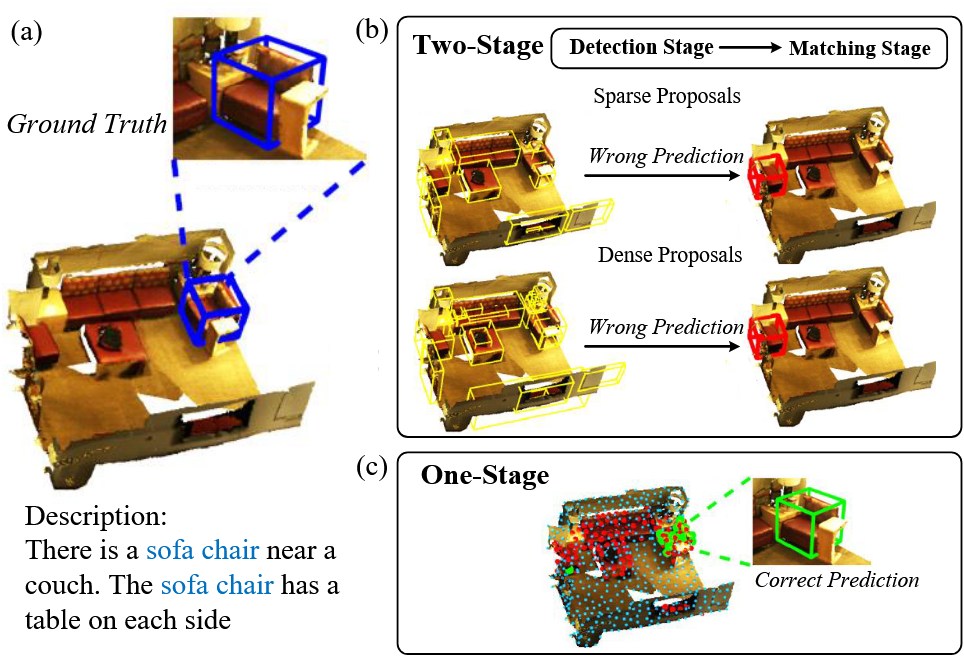 (a)
Ground Truth
Description:
There is a sofa chair near a
couch. The sofa chair has a
table on each side
(b)
Two-Stage
Detection Stage
Matching Stage
Sparse Proposals
Wrong Prediction
Dense Proposals
Wrong Prediction
(c)
One-Stage
Correct Prediction